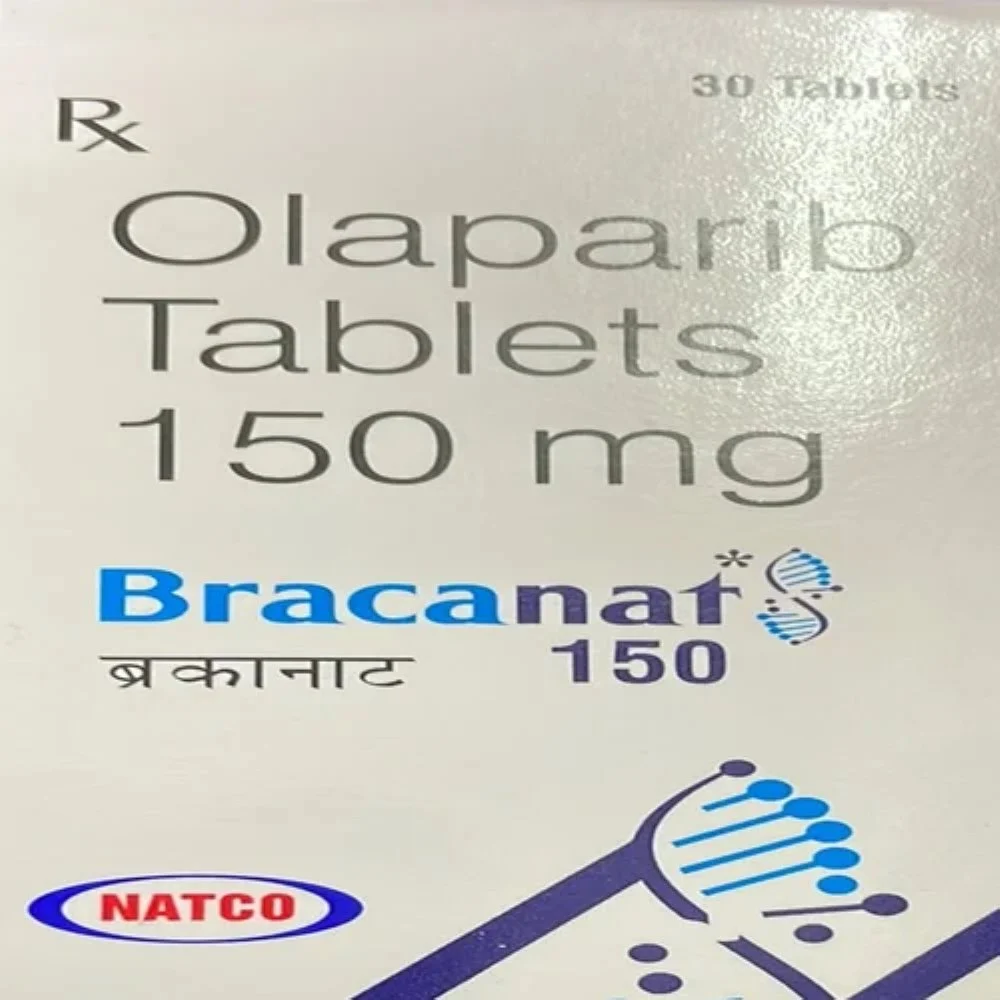 30 Tablets
Rx
Olaparib
Tablets
150 mg
Bracanat*
ब्रकानाट 150
NATCO